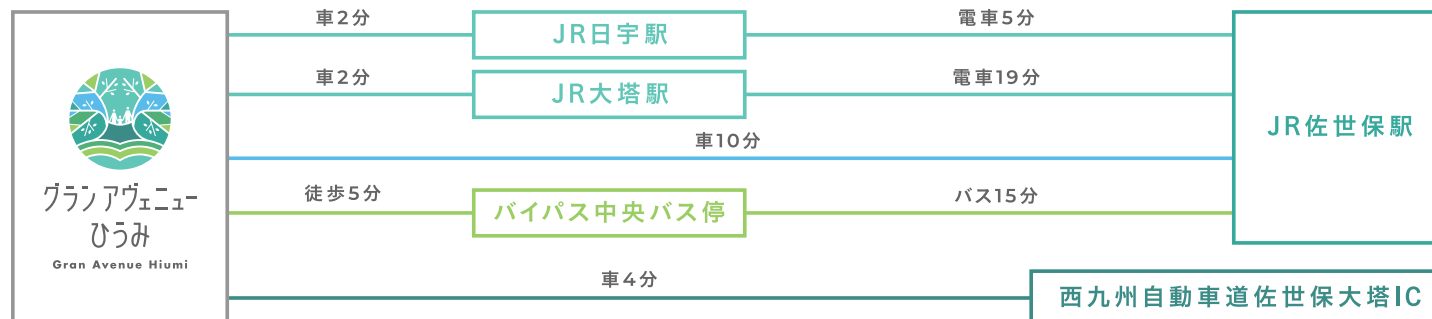 車2分
JR日宇駅
電車5分
車2分
JR大塔駅
電車19分
JR佐世保駅
車10分
グラン アヴェニュー
ひうみ
Gran Avenue Hiumi
徒歩5分
バイパス中央バス停
バス15分
車4分
西九州自動車道佐世保大塔IC